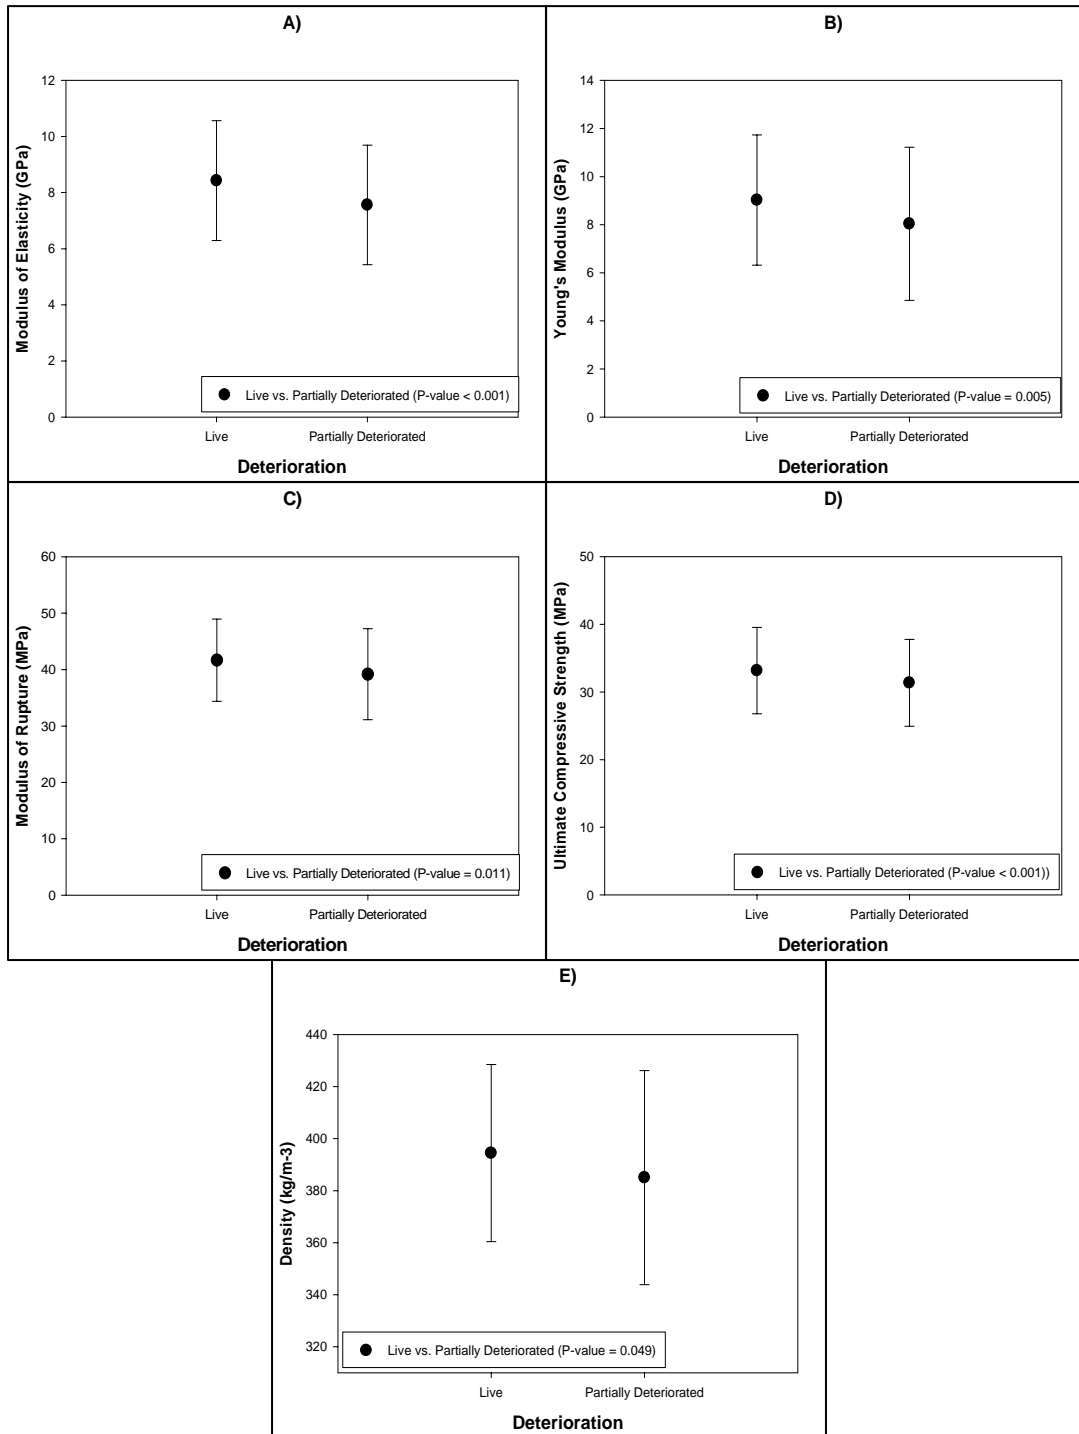 A)
Modulus of Elasticity (GPa)
12
10
8
6
4
2
0
Live vs. Partially Deteriorated (P-value < 0.001)
Live Partially Deteriorated
Deterioration
B)
Young's Modulus (GPa)
14
12
10
8
6
4
2
0
Live vs. Partially Deteriorated (P-value = 0.005)
Live Partially Deteriorated
Deterioration
C)
Modulus of Rupture (MPa)
60
50
40
30
20
10
0
Live vs. Partially Deteriorated (P-value = 0.011)
Live Partially Deteriorated
Deterioration
D)
Ultimate Compressive Strength (MPa)
50
40
30
20
10
0
Live vs. Partially Deteriorated (P-value < 0.001))
Live Partially Deteriorated
Deterioration
E)
Density (kg/m-3)
440
420
400
380
360
340
320
Live vs. Partially Deteriorated (P-value = 0.049)
Live Partially Deteriorated
Deterioration